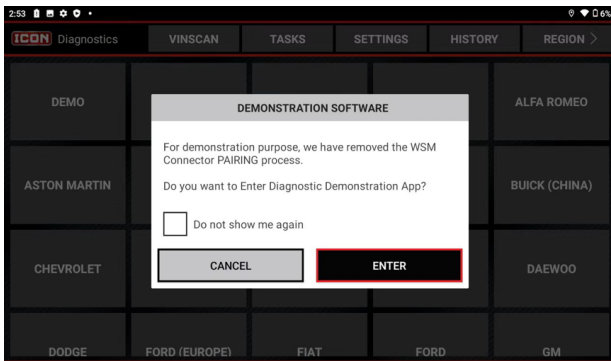 2:53 6%
ICON Diagnostics VINSCAN TASKS SETTINGS HISTORY REGION >
DEMO ALFA ROMEO
DEMONSTRATION SOFTWARE
For demonstration purpose, we have removed the WSM
Connector PAIRING process.
Do you want to Enter Diagnostic Demonstration App?
ASTON MARTIN BUICK (CHINA)
Do not show me again
CANCEL ENTER
CHEVROLET DAEWOO
DODGE FORD (EUROPE) FIAT FORD GM